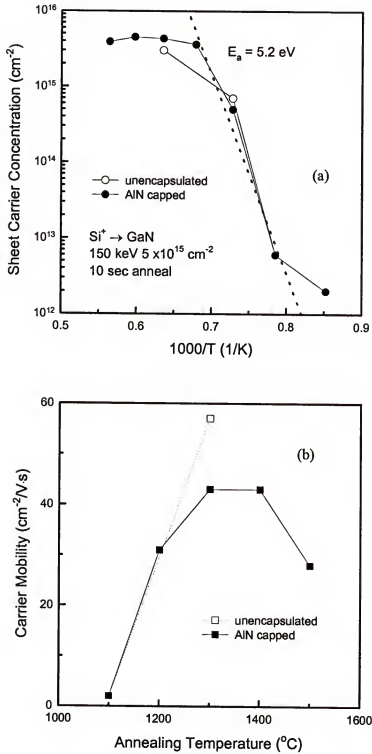 10^16
10^15
10^14
10^13
10^12
Sheet Carrier Concentration (cm^-2)
E_a = 5.2 eV
unencapsulated
AlN capped
(a)
Si^+ → GaN
150 keV 5 x10^15 cm^-2
10 sec anneal
0.5 0.6 0.7 0.8 0.9
1000/T (1/K)
60
40
20
0
Carrier Mobility (cm^-2/V·s)
(b)
unencapsulated
AlN capped
1000 1200 1400 1600
Annealing Temperature (°C)